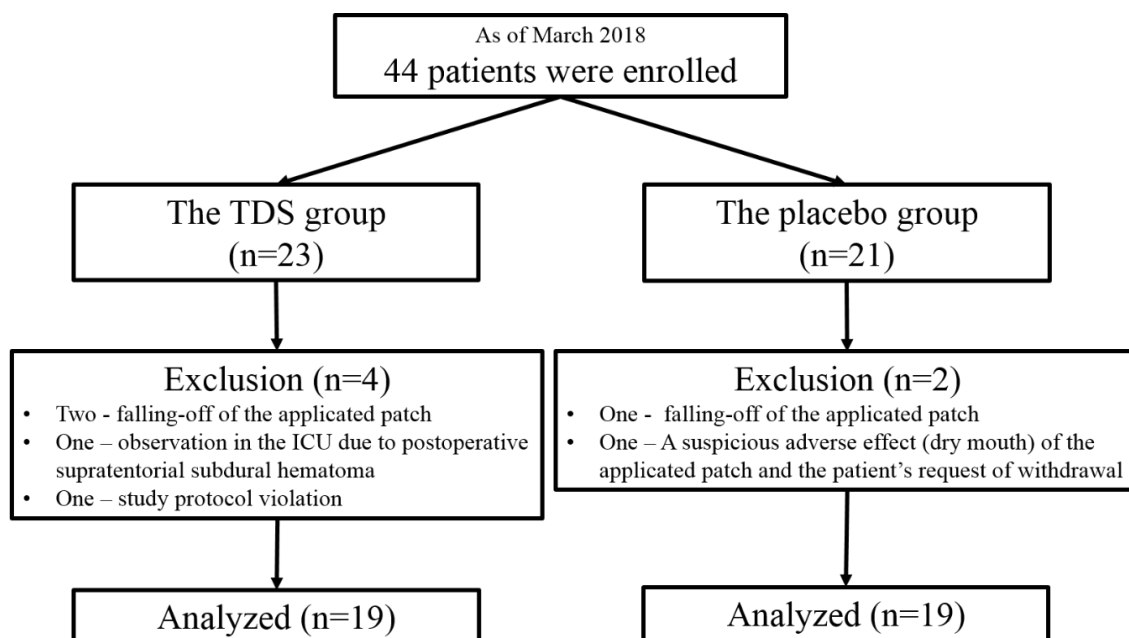 As of March 2018
44 patients were enrolled
The TDS group
(n=23)
The placebo group
(n=21)
Exclusion (n=4)
• Two - falling-off of the applicated patch
• One – observation in the ICU due to postoperative
supratentorial subdural hematoma
• One – study protocol violation
Exclusion (n=2)
• One - falling-off of the applicated patch
• One – A suspicious adverse effect (dry mouth) of the
applicated patch and the patient’s request of withdrawal
Analyzed (n=19)
Analyzed (n=19)